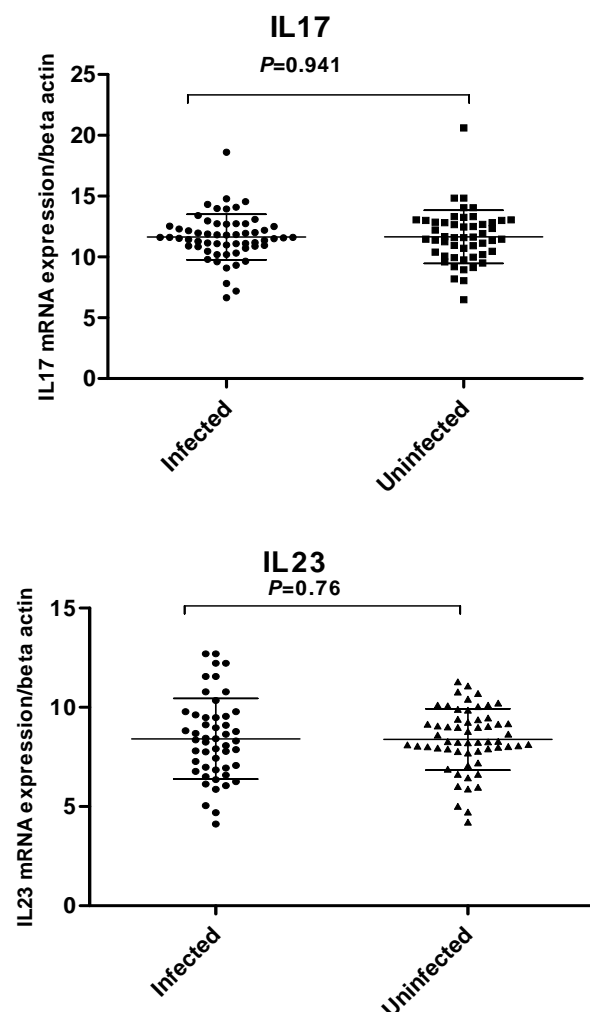 IL17
P=0.941
IL17 mRNA expression/beta actin
25
20
15
10
5
0
Infected
Uninfected
IL23
P=0.76
IL23 mRNA expression/beta actin
15
10
5
0
Infected
Uninfected